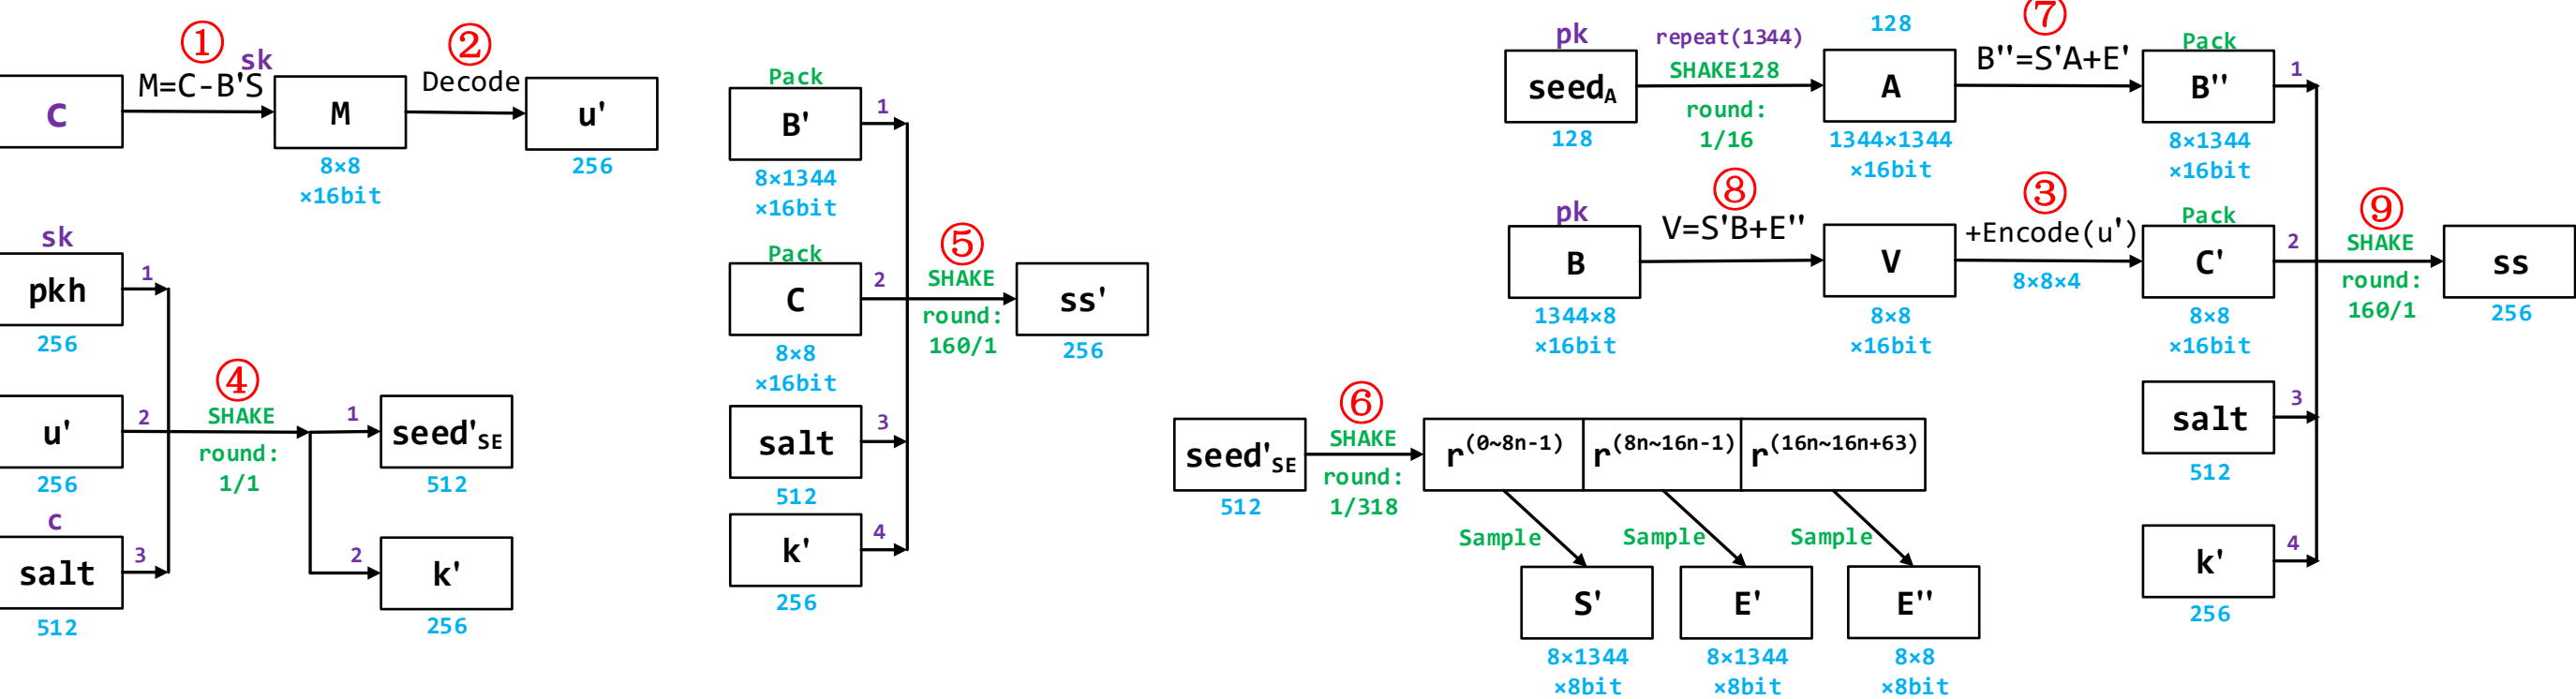 ①
sk
M=C-B'S
②
Decode
C
M
8×8
×16bit
u'
256
sk
pkh
1
256
u'
2
256
c
salt
3
512
④
SHAKE
round:
1/1
1
seed'SE
512
2
k'
256
Pack
B'
1
8×1344
×16bit
Pack
C
2
8×8
×16bit
salt
3
512
k'
4
256
⑤
SHAKE
round:
160/1
ss'
256
pk
seedA
128
repeat(1344)
SHAKE128
round:
1/16
128
A
1344×1344
×16bit
⑦
B''=S'A+E'
Pack
B''
1
8×1344
×16bit
pk
B
1344×8
×16bit
⑧
V=S'B+E''
V
8×8
×16bit
③
+Encode(u')
8×8×4
Pack
C'
2
8×8
×16bit
salt
3
512
k'
4
256
⑨
SHAKE
round:
160/1
ss
256
seed'SE
512
⑥
SHAKE
round:
1/318
r(0~8n-1)
r(8n~16n-1)
r(16n~16n+63)
Sample
Sample
Sample
S'
8×1344
×8bit
E'
8×1344
×8bit
E''
8×8
×8bit